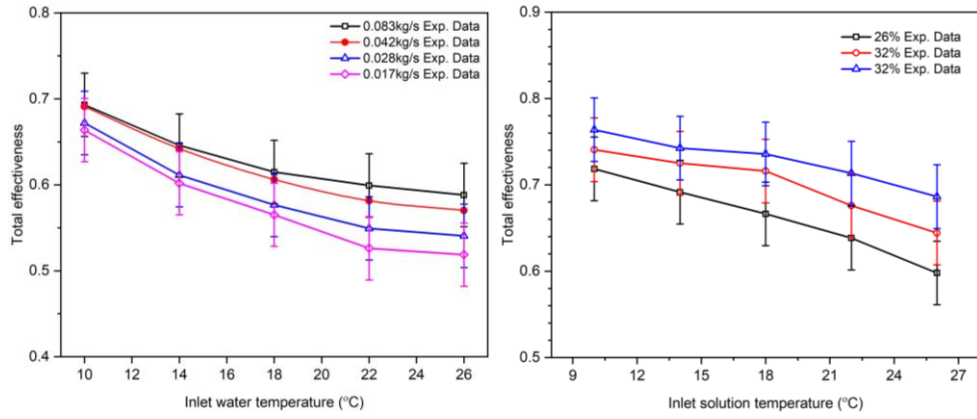 0.8
0.7
0.6
0.5
0.4
Total effectiveness
0.083kg/s Exp. Data
0.042kg/s Exp. Data
0.028kg/s Exp. Data
0.017kg/s Exp. Data
10 12 14 16 18 20 22 24 26
Inlet water temperature (°C)
0.9
0.8
0.7
0.6
0.5
Total effectiveness
26% Exp. Data
32% Exp. Data
32% Exp. Data
9 12 15 18 21 24 27
Inlet solution temperature (°C)